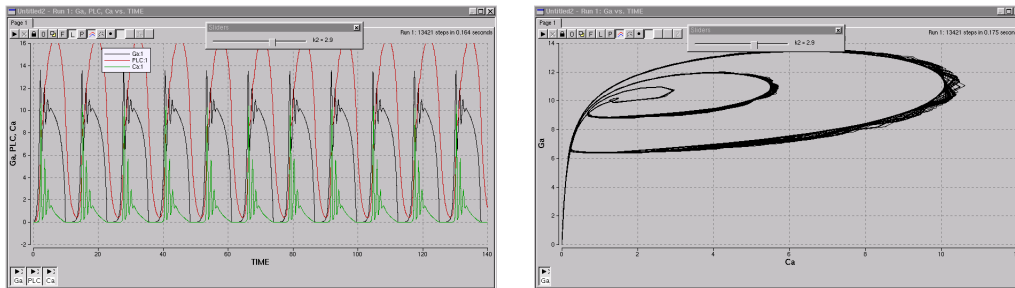 Untitled2 - Run 1: Ga, PLC, Ca vs. TIME
Page 1
Sliders
k2 = 2.9
0 F L P
Run 1: 13421 steps in 0.164 seconds
Ga:1
PLC:1
Ca:1
16
14
12
10
8
6
4
2
0
-2
Ga, PLC, Ca
0 20 40 60 80 100 120 140
TIME
Ga PLC Ca
Untitled2 - Run 1: Ga vs. TIME
Page 1
Sliders
k2 = 2.9
0 F L P
Run 1: 13421 steps in 0.175 seconds
14
12
10
8
6
4
2
0
Ga
0 2 4 6 8 10
Ca
Ga